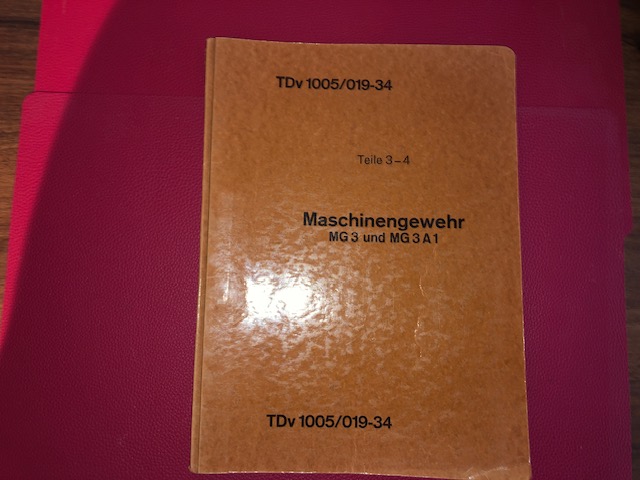 TDv 1005/019-34
Teile 3-4
Maschinengewehr
MG 3 und MG 3 A 1
TDv 1005/019-34